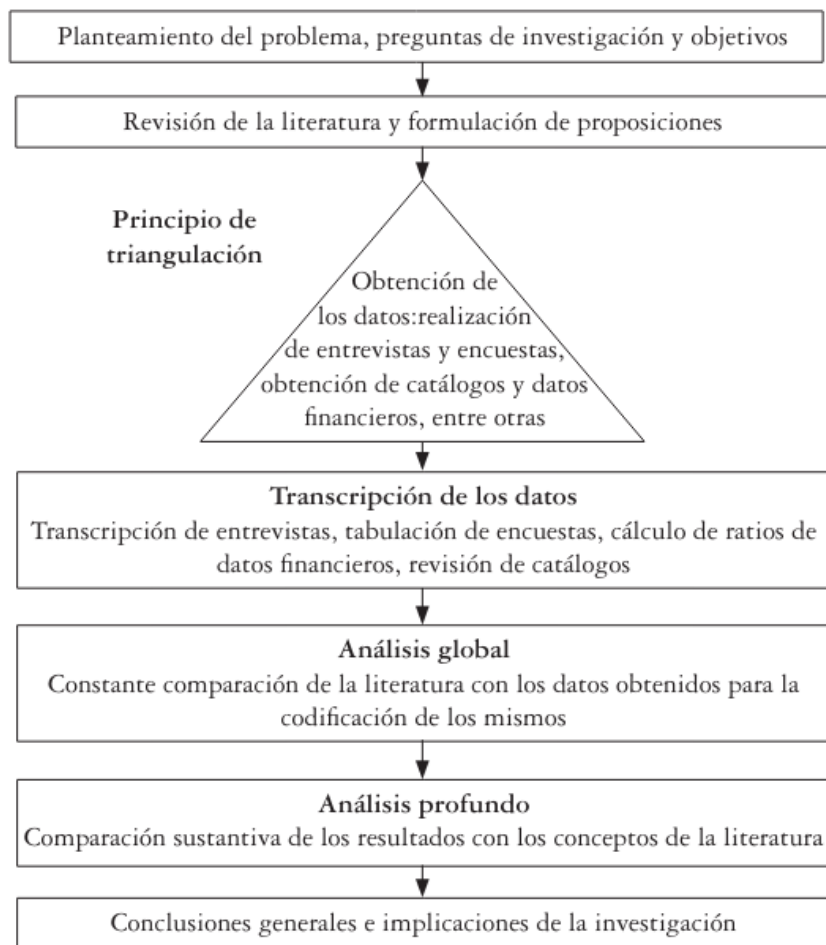 Planteamiento del problema, preguntas de investigación y objetivos
Revisión de la literatura y formulación de proposiciones
Principio de
triangulación
Obtención de
los datos:realización
de entrevistas y encuestas,
obtención de catálogos y datos
financieros, entre otras
Transcripción de los datos
Transcripción de entrevistas, tabulación de encuestas, cálculo de ratios de
datos financieros, revisión de catálogos
Análisis global
Constante comparación de la literatura con los datos obtenidos para la
codificación de los mismos
Análisis profundo
Comparación sustantiva de los resultados con los conceptos de la literatura
Conclusiones generales e implicaciones de la investigación